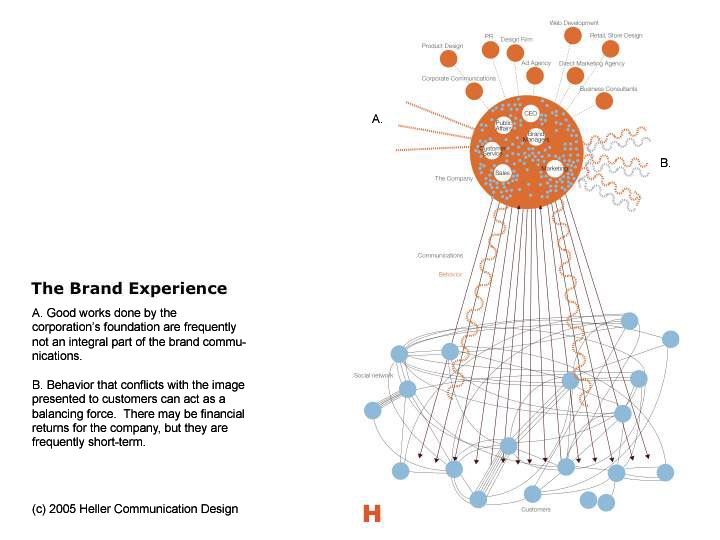 Web Development
PR
Retail, Store Design
Product Design
Design Firm
Ad Agency
Direct Marketing Agency
Corporate Communications
Business Consultants
A.
CEO
Public Affairs
Brand Managers
Customer Service
B.
Sales
Marketing
The Company
Communications
Behavior
The Brand Experience
A. Good works done by the
corporation's foundation are frequently
not an integral part of the brand commu-
nications.
B. Behavior that conflicts with the image
presented to customers can act as a
balancing force. There may be financial
returns for the company, but they are
frequently short-term.
Social network
(c) 2005 Heller Communication Design
H
Customers